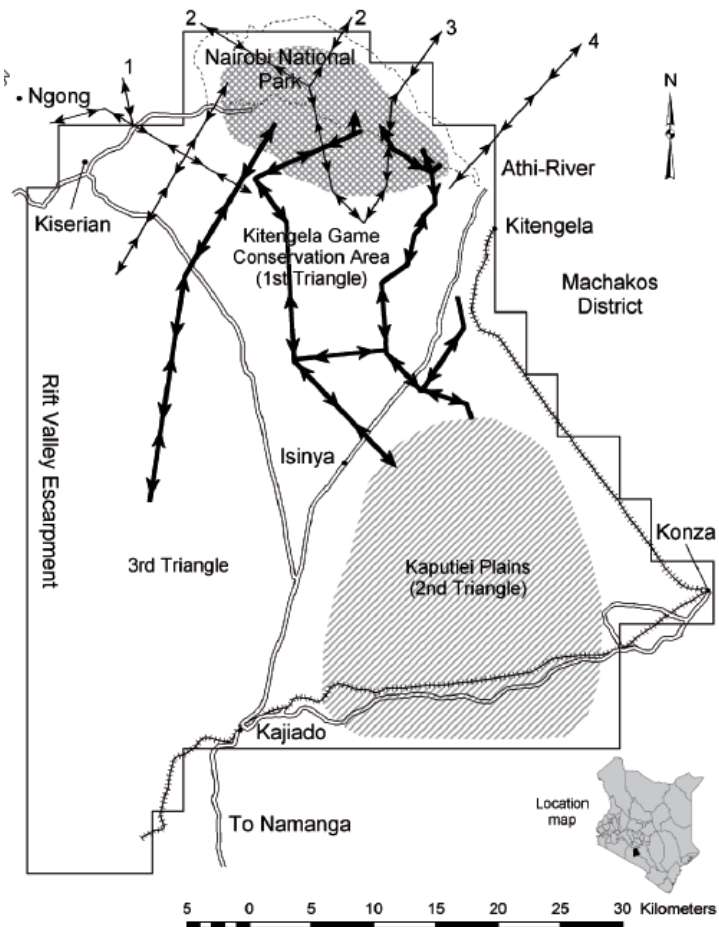 2
2
3
4
1
Nairobi National
Park
N
Ngong
Athi-River
Kiserian
Kitengela
Kitengela Game
Conservation Area
(1st Triangle)
Machakos
District
Rift Valley Escarpment
Isinya
Konza
3rd Triangle
Kaputiei Plains
(2nd Triangle)
Kajiado
Location
map
To Namanga
5 0 5 10 15 20 25 30 Kilometers